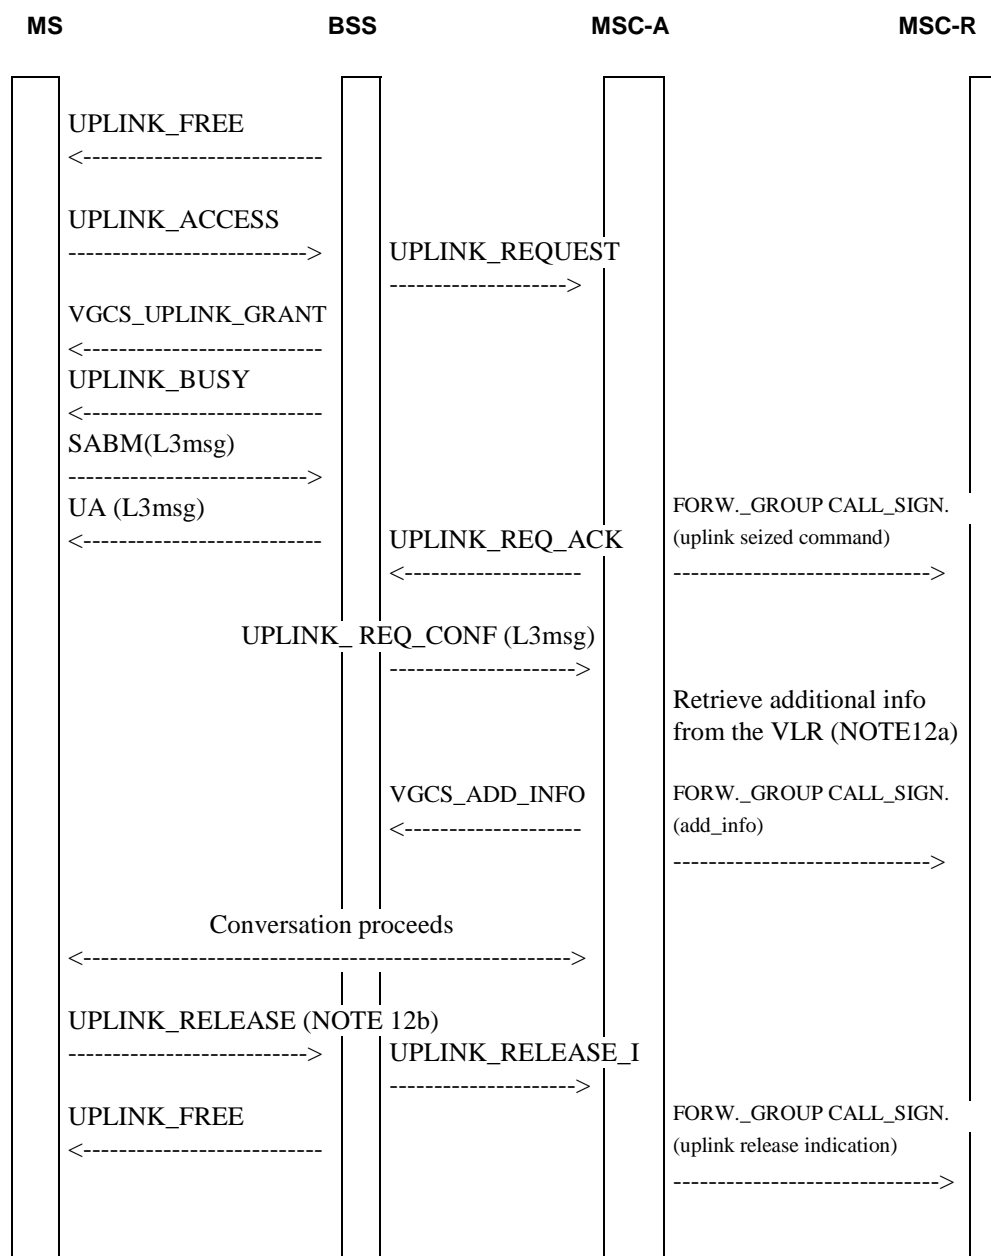 MS BSS MSC-A MSC-R
UPLINK_FREE
<---------------------------
UPLINK_ACCESS
---------------------------> UPLINK_REQUEST
-------------------->
VGCS_UPLINK_GRANT
<---------------------------
UPLINK_BUSY
<---------------------------
SABM(L3msg)
--------------------------->
UA (L3msg) FORW._GROUP CALL_SIGN.
<--------------------------- UPLINK_REQ_ACK (uplink seized command)
<-------------------- ----------------------------->
UPLINK_ REQ_CONF (L3msg)
--------------------->
Retrieve additional info
from the VLR (NOTE12a)
VGCS_ADD_INFO FORW._GROUP CALL_SIGN.
<-------------------- (add_info)
----------------------------->
Conversation proceeds
<------------------------------------------------------->
UPLINK_RELEASE (NOTE 12b)
---------------------------> UPLINK_RELEASE_I
--------------------->
UPLINK_FREE FORW._GROUP CALL_SIGN.
<--------------------------- (uplink release indication)
------------------------------>